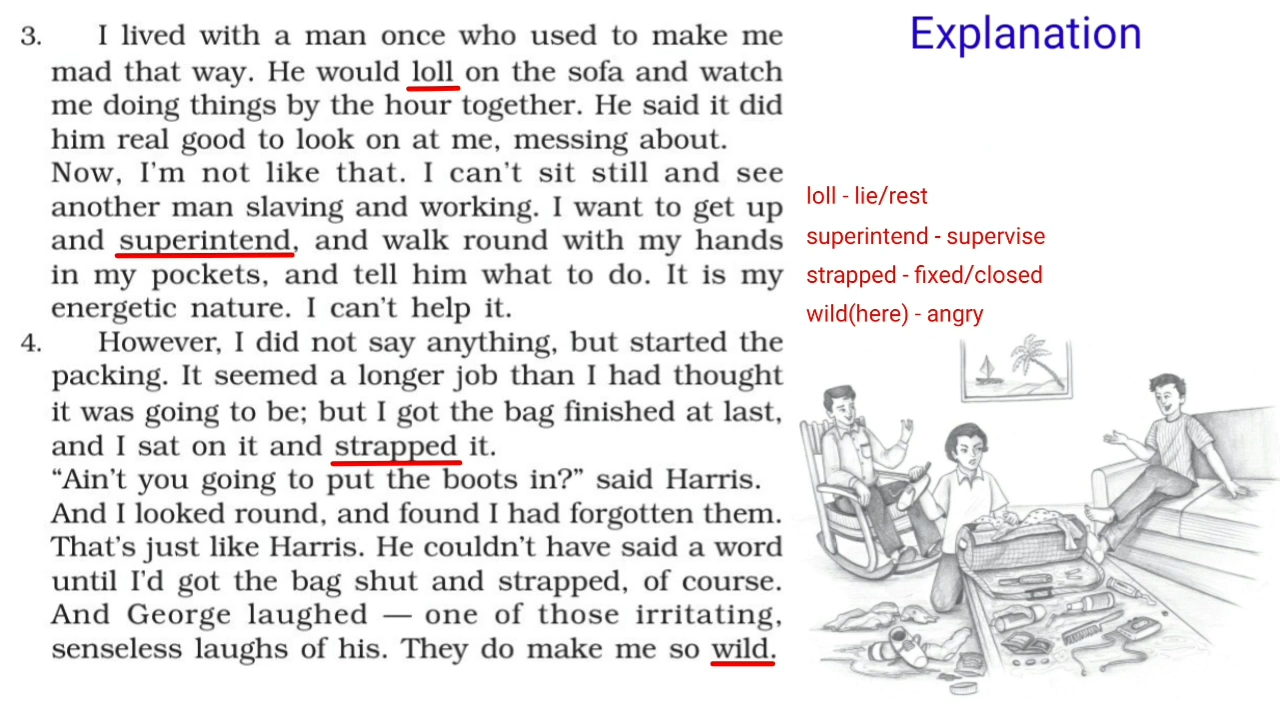 Explanation
3. I lived with a man once who used to make me
mad that way. He would loll on the sofa and watch
me doing things by the hour together. He said it did
him real good to look on at me, messing about.
Now, I’m not like that. I can’t sit still and see
another man slaving and working. I want to get up
and superintend, and walk round with my hands
in my pockets, and tell him what to do. It is my
energetic nature. I can’t help it.
4. However, I did not say anything, but started the
packing. It seemed a longer job than I had thought
it was going to be; but I got the bag finished at last,
and I sat on it and strapped it.
“Ain’t you going to put the boots in?” said Harris.
And I looked round, and found I had forgotten them.
That’s just like Harris. He couldn’t have said a word
until I’d got the bag shut and strapped, of course.
And George laughed — one of those irritating,
senseless laughs of his. They do make me so wild.
loll - lie/rest
superintend - supervise
strapped - fixed/closed
wild(here) - angry